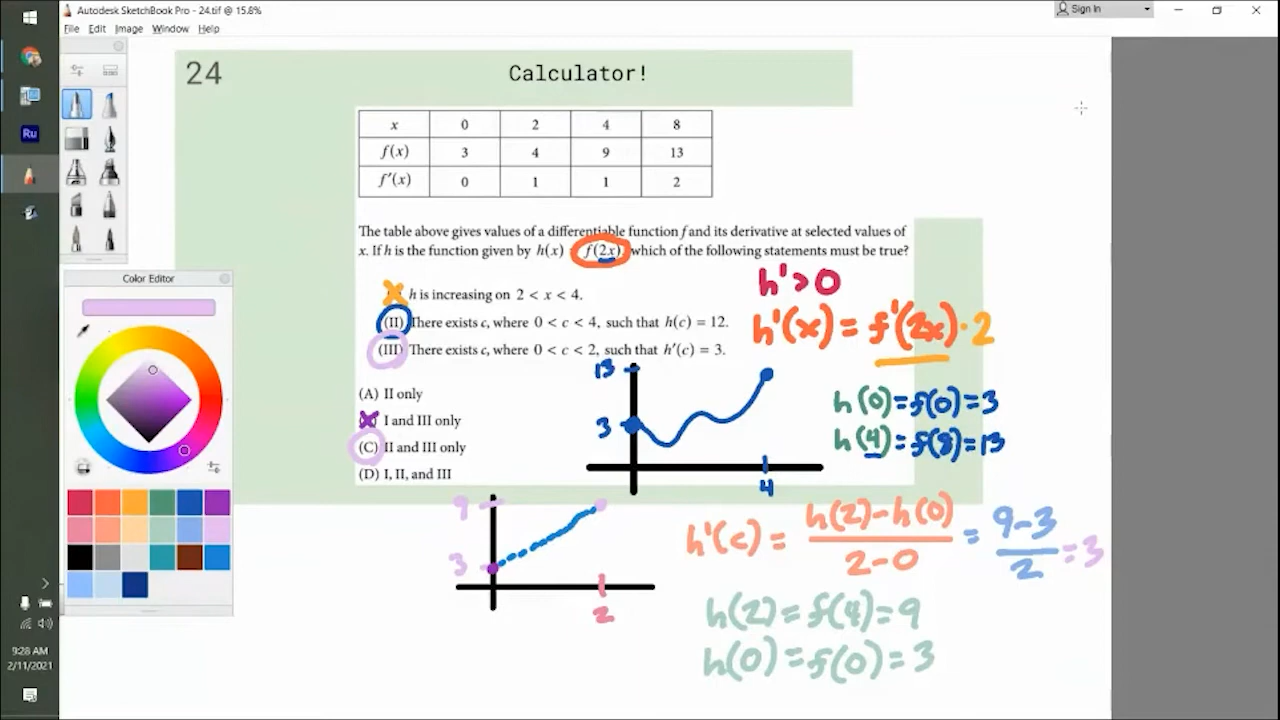 Autodesk SketchBook Pro - 24.tif @ 15.8%
Sign In
File Edit Image Window Help
24
Calculator!
x 0 2 4 8
f(x) 3 4 9 13
f'(x) 0 1 1 2
The table above gives values of a differentiable function f and its derivative at selected values of
x. If h is the function given by h(x) f(2x) which of the following statements must be true?
h is increasing on 2 < x < 4.
(II) There exists c, where 0 < c < 4, such that h(c) = 12.
(III) There exists c, where 0 < c < 2, such that h'(c) = 3.
(A) II only
I and III only
(C) II and III only
(D) I, II, and III
h'>0
h'(x) = f'(2x)·2
h(0)=f(0)=3
h(4)=f(8)=13
13
3
4
9
3
2
h'(c) = h(2)-h(0) / 2-0 = 9-3 / 2 = 3
h(2)=f(4)=9
h(0)=f(0)=3
Color Editor
Ru
9:28 AM
2/11/2021